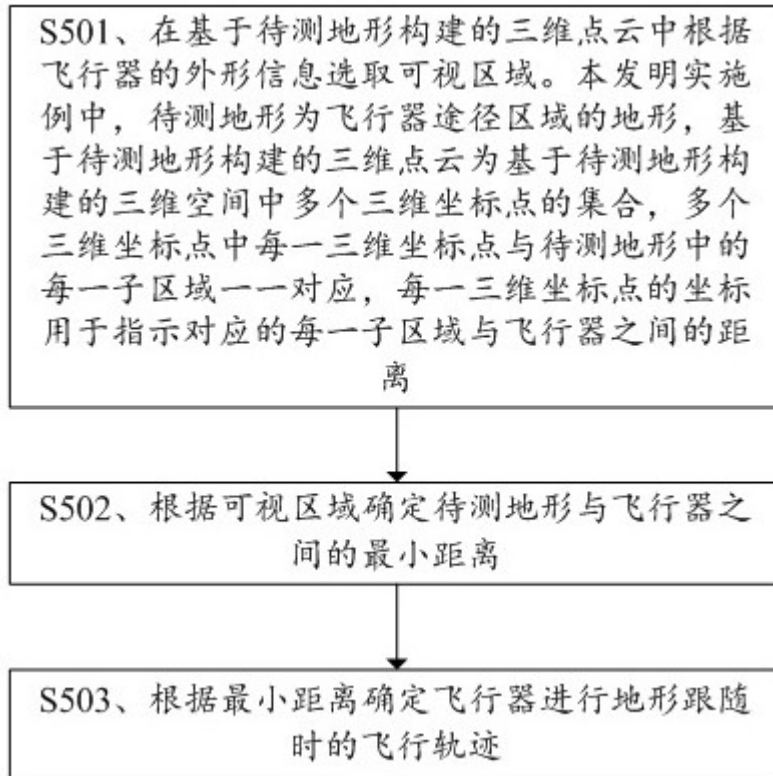 S501、在基于待测地形构建的三维点云中根据
飞行器的外形信息选取可视区域。本发明实施
例中，待测地形为飞行器途径区域的地形，基
于待测地形构建的三维点云为基于待测地形构
建的三维空间中多个三维坐标点的集合，多个
三维坐标点中每一三维坐标点与待测地形中的
每一子区域一一对应，每一三维坐标点的坐标
用于指示对应的每一子区域与飞行器之间的距
离
S502、根据可视区域确定待测地形与飞行器之
间的最小距离
S503、根据最小距离确定飞行器进行地形跟随
时的飞行轨迹